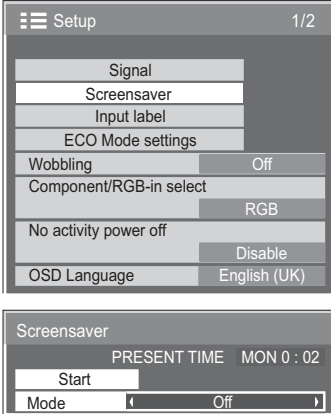 Setup 1/2
Signal
Screensaver
Input label
ECO Mode settings
Wobbling Off
Component/RGB-in select
RGB
No activity power off
Disable
OSD Language English (UK)
Screensaver
PRESENT TIME MON 0 : 02
Start
Mode Off